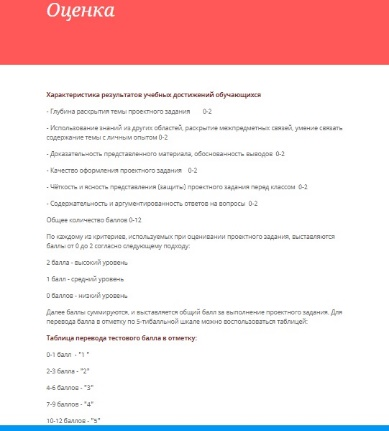 Оценка
Характеристика результатов учебных достижений обучающихся
- Глубина раскрытия темы проектного задания 0-2
- Использование знаний из других областей, раскрытие межпредметных связей, умение связать
содержание темы с личным опытом 0-2
- Доказательность представленного материала, обоснованность выводов 0-2
- Качество оформления проектного задания 0-2
- Чёткость и ясность представления (защиты) проектного задания перед классом 0-2
- Содержательность и аргументированность ответов на вопросы 0-2
Общее количество баллов 0-12
По каждому из критериев, используемых при оценивании проектного задания, выставляются
баллы от 0 до 2 согласно следующему подходу:
2 балла - высокий уровень
1 балл - средний уровень
0 баллов - низкий уровень
Далее баллы суммируются, и выставляется общий балл за выполнение проектного задания. Для
перевода балла в отметку по 5-тибалльной шкале можно воспользоваться таблицей:
Таблица перевода тестового балла в отметку:
0-1 балл - "1 "
2-3 балла - "2"
4-6 баллов - "3"
7-9 баллов - "4"
10-12 баллов - "5"